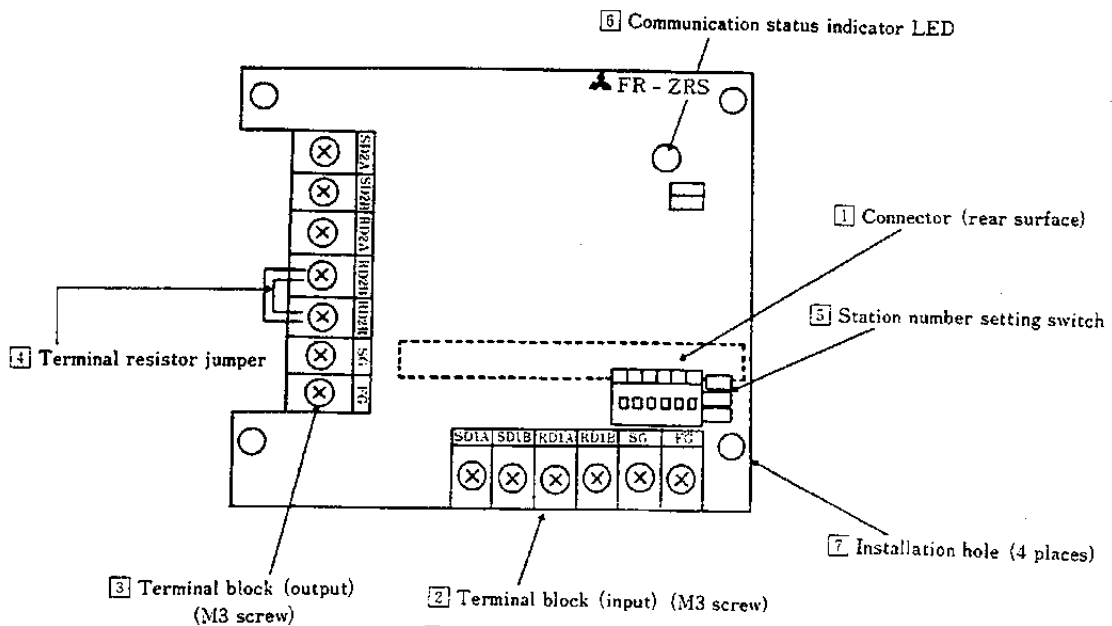 6 Communication status indicator LED
FR - ZRS
SD2A
SD2B
RD2A
RD2B
RD2R
SG
FG
1 Connector (rear surface)
5 Station number setting switch
4 Terminal resistor jumper
SD1A SD1B RD1A RD1B SG FG
7 Installation hole (4 places)
3 Terminal block (output)
(M3 screw)
2 Terminal block (input) (M3 screw)